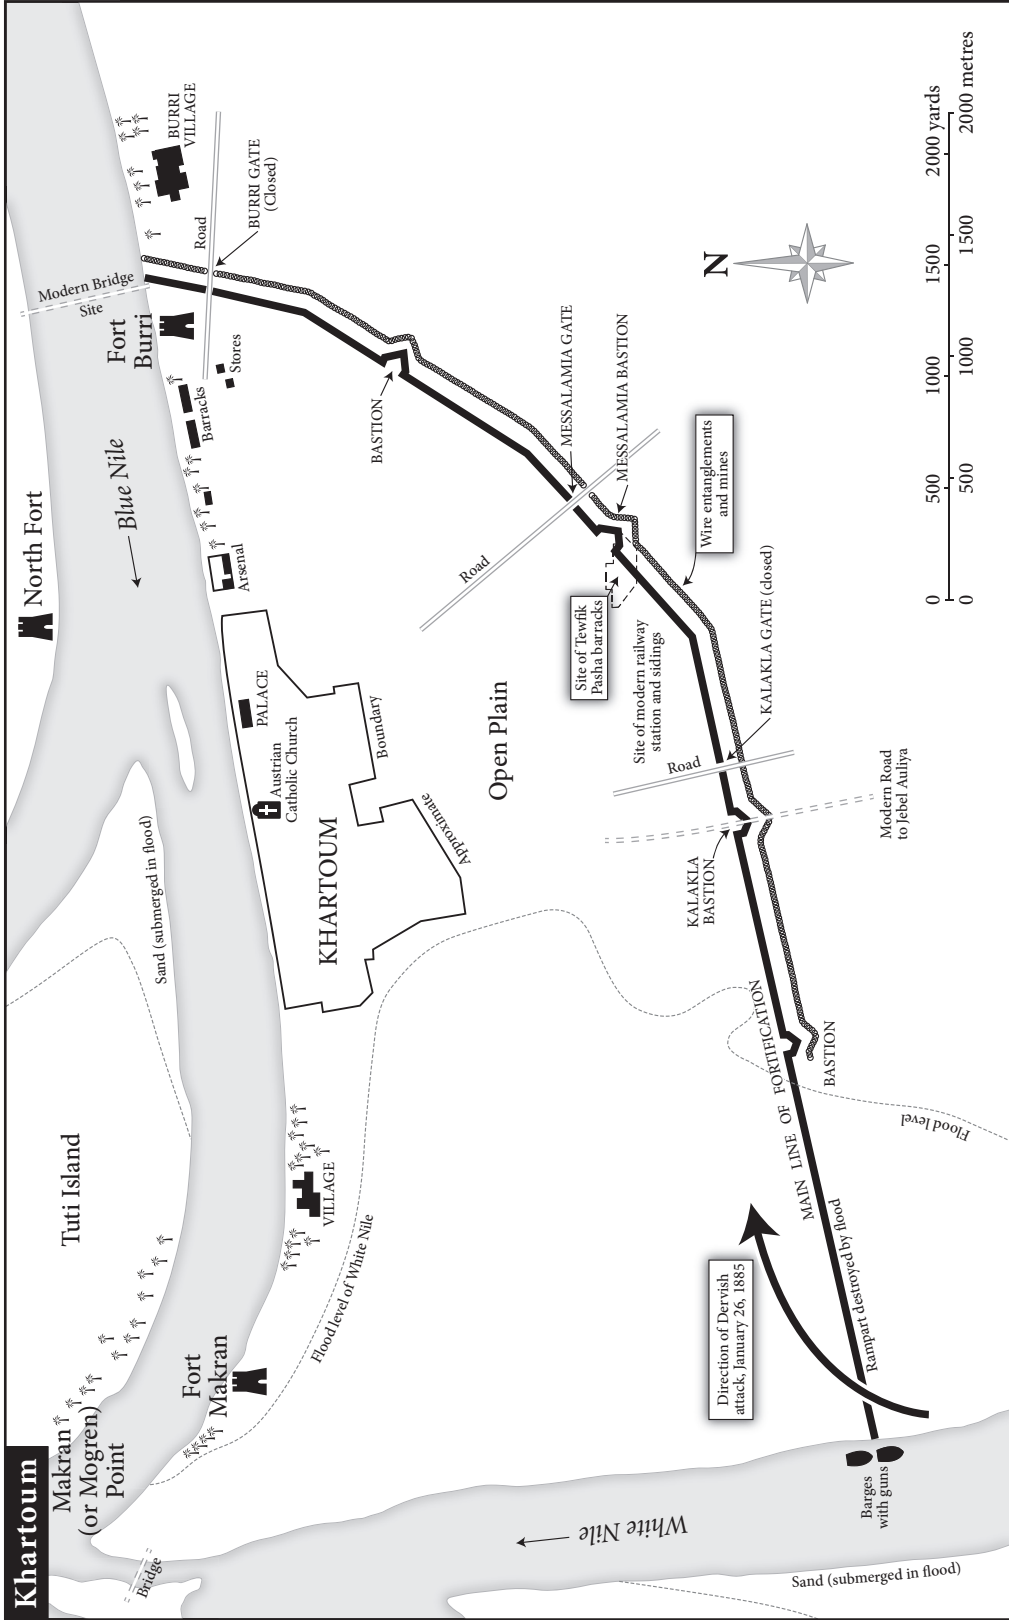 Khartoum
Makran
(or Mogren)
Point
Bridge
Tuti Island
Sand (submerged in flood)
North Fort
Blue Nile
Modern Bridge
Site
Fort
Burri
Barracks
Stores
Road
BURRI
VILLAGE
BURRI GATE
(Closed)
Arsenal
PALACE
Austrian
Catholic Church
KHARTOUM
Approximate
Boundary
VILLAGE
Fort
Makran
Flood level of White Nile
Open Plain
Road
BASTION
MESSALAMIA GATE
MESSALAMIA BASTION
Wire entanglements
and mines
Site of Tewfik
Pasha barracks
Site of modern railway
station and sidings
KALAKLA GATE (closed)
Road
KALAKLA
BASTION
Modern Road
to Jebel Auliya
BASTION
MAIN LINE OF FORTIFICATION
Flood level
Rampart destroyed by flood
Direction of Dervish
attack, January 26, 1885
Barges
with guns
White Nile
Sand (submerged in flood)
N
0 500 1000 1500 2000 yards
0 500 1000 1500 2000 metres